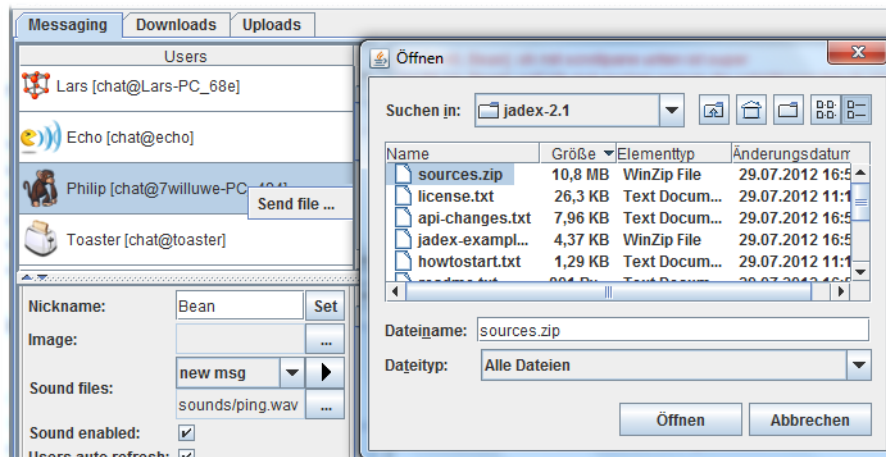 Messaging Downloads Uploads
Users
Lars [chat@Lars-PC_68e]
Echo [chat@echo]
Philip [chat@7willuwe-PC
Send file ...
Toaster [chat@toaster]
Nickname: Bean Set
Image: ...
Sound files: new msg
sounds/ping.wav ...
Sound enabled:
Users auto refresh:
Öffnen
Suchen in: jadex-2.1
Name Größe Elementtyp Änderungsdatum
sources.zip 10,8 MB WinZip File 29.07.2012 16:5
license.txt 26,3 KB Text Docum... 29.07.2012 11:1
api-changes.txt 7,96 KB Text Docum... 29.07.2012 16:5
jadex-exampl... 4,37 KB WinZip File 29.07.2012 16:5
howtostart.txt 1,29 KB Text Docum... 29.07.2012 11:1
Dateiname: sources.zip
Dateityp: Alle Dateien
Öffnen Abbrechen